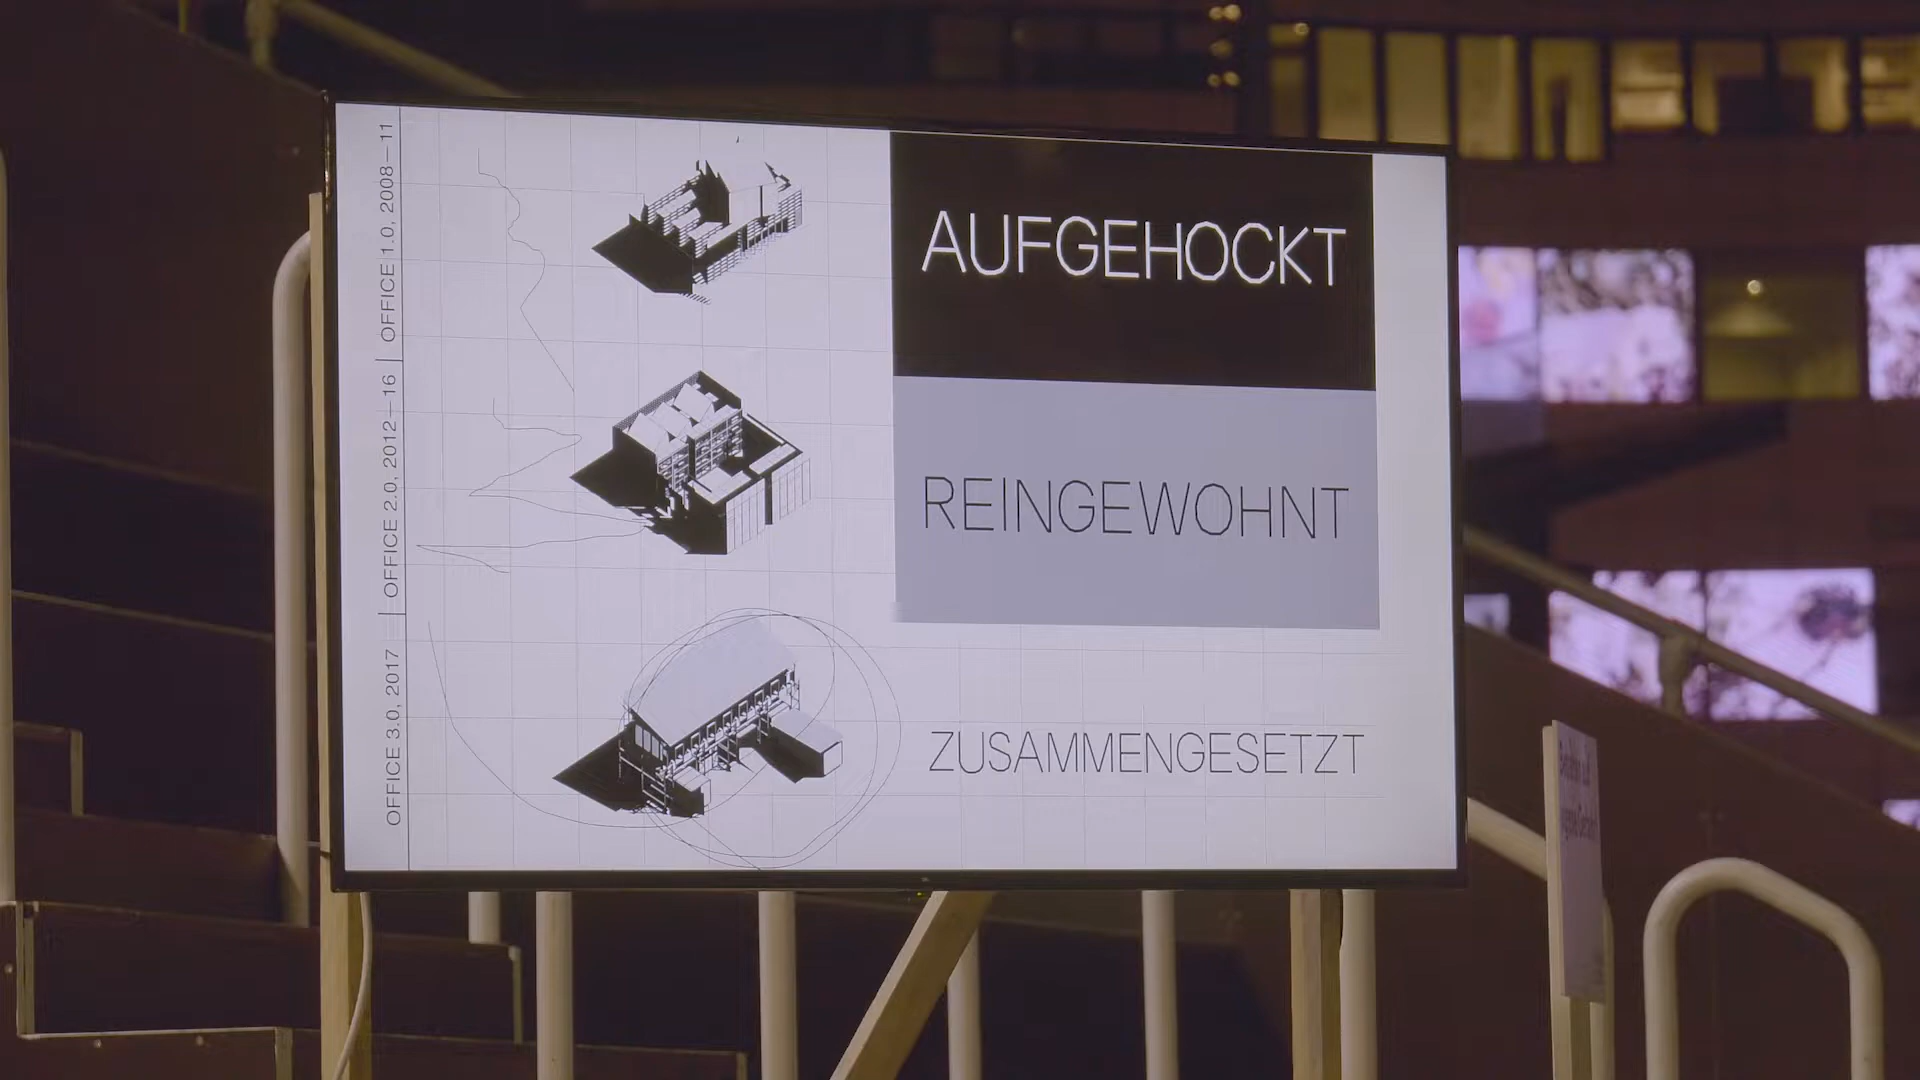 OFFICE 1.0, 2008—11
AUFGEHOCKT
OFFICE 2.0, 2012—16
REINGEWOHNT
OFFICE 3.0, 2017
ZUSAMMENGESETZT